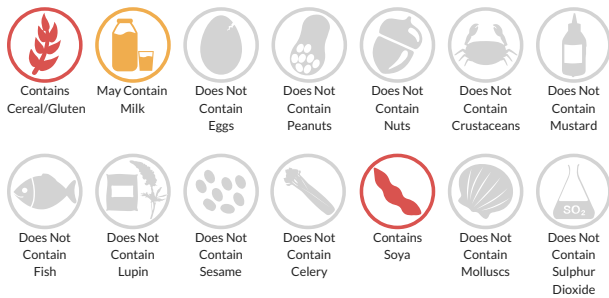 Contains
Cereal/Gluten
May Contain
Milk
Does Not
Contain
Eggs
Does Not
Contain
Peanuts
Does Not
Contain
Nuts
Does Not
Contain
Crustaceans
Does Not
Contain
Mustard
Does Not
Contain
Fish
Does Not
Contain
Lupin
Does Not
Contain
Sesame
Does Not
Contain
Celery
Contains
Soya
Does Not
Contain
Molluscs
SO₂
Does Not
Contain
Sulphur
Dioxide